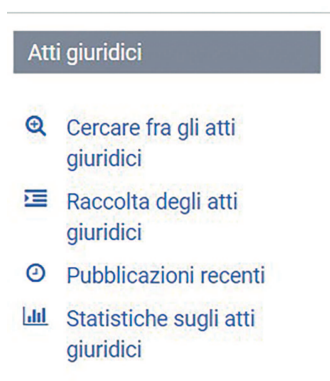 Atti giuridici
Cercare fra gli atti
giuridici
Raccolta degli atti
giuridici
Pubblicazioni recenti
Statistiche sugli atti
giuridici